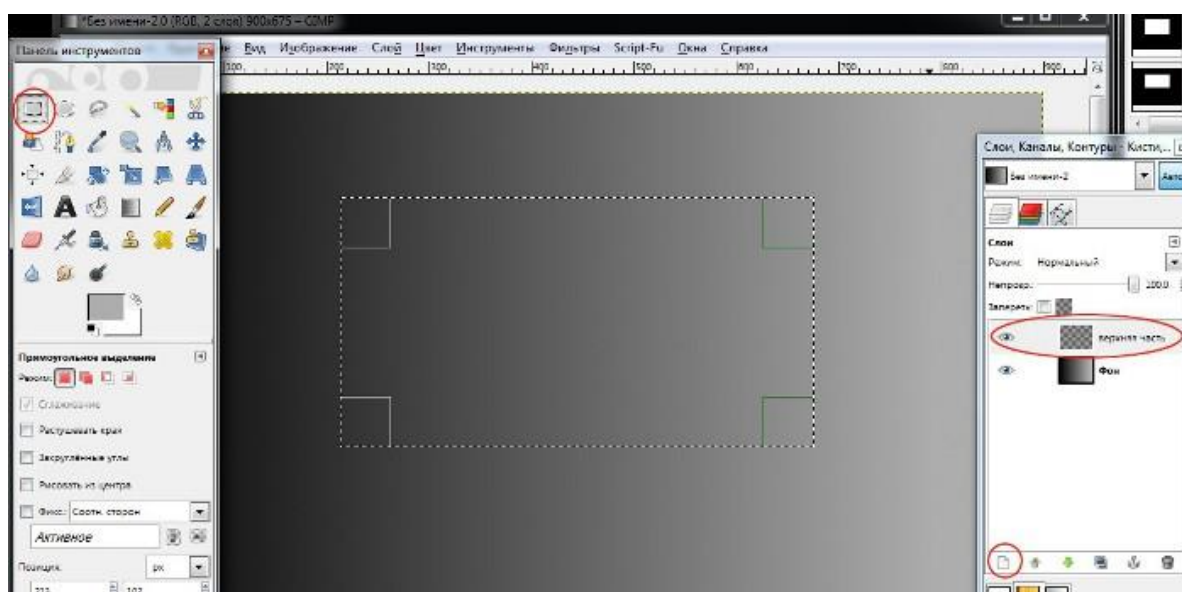 *Без имени-2.0 (RGB, 2 слоя) 900x675 – GIMP
Панель инструментов
Вид Изображение Слой Цвет Инструменты Фильтры Script-Fu Окна Справка
Слои, Каналы, Контуры - Кисти,...
Без имени-2
Слои
Режим: Нормальный
Непрозр.: 100,0
Запереть:
верхняя часть
Фон
Прямоугольное выделение
Режим:
Сглаживание
Растушевать края
Закруглённые углы
Рисовать из центра
Фикс.: Соотн. сторон
Активное
Позиция: px